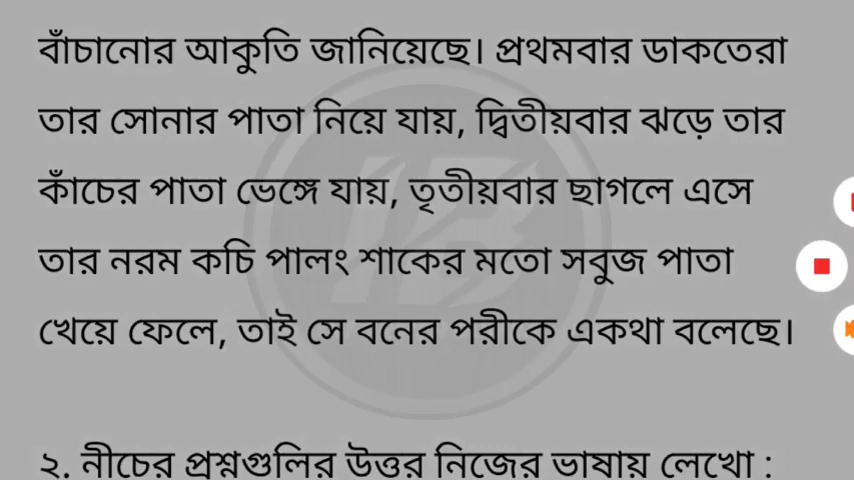 বাঁচানোর আকুতি জানিয়েছে। প্রথমবার ডাকতেরা
তার সোনার পাতা নিয়ে যায়, দ্বিতীয়বার ঝড়ে তার
কাঁচের পাতা ভেঙ্গে যায়, তৃতীয়বার ছাগলে এসে
তার নরম কচি পালং শাকের মতো সবুজ পাতা
খেয়ে ফেলে, তাই সে বনের পরীকে একথা বলেছে।
২. নীচের প্রশ্নগুলির উত্তর নিজের ভাষায় লেখো :